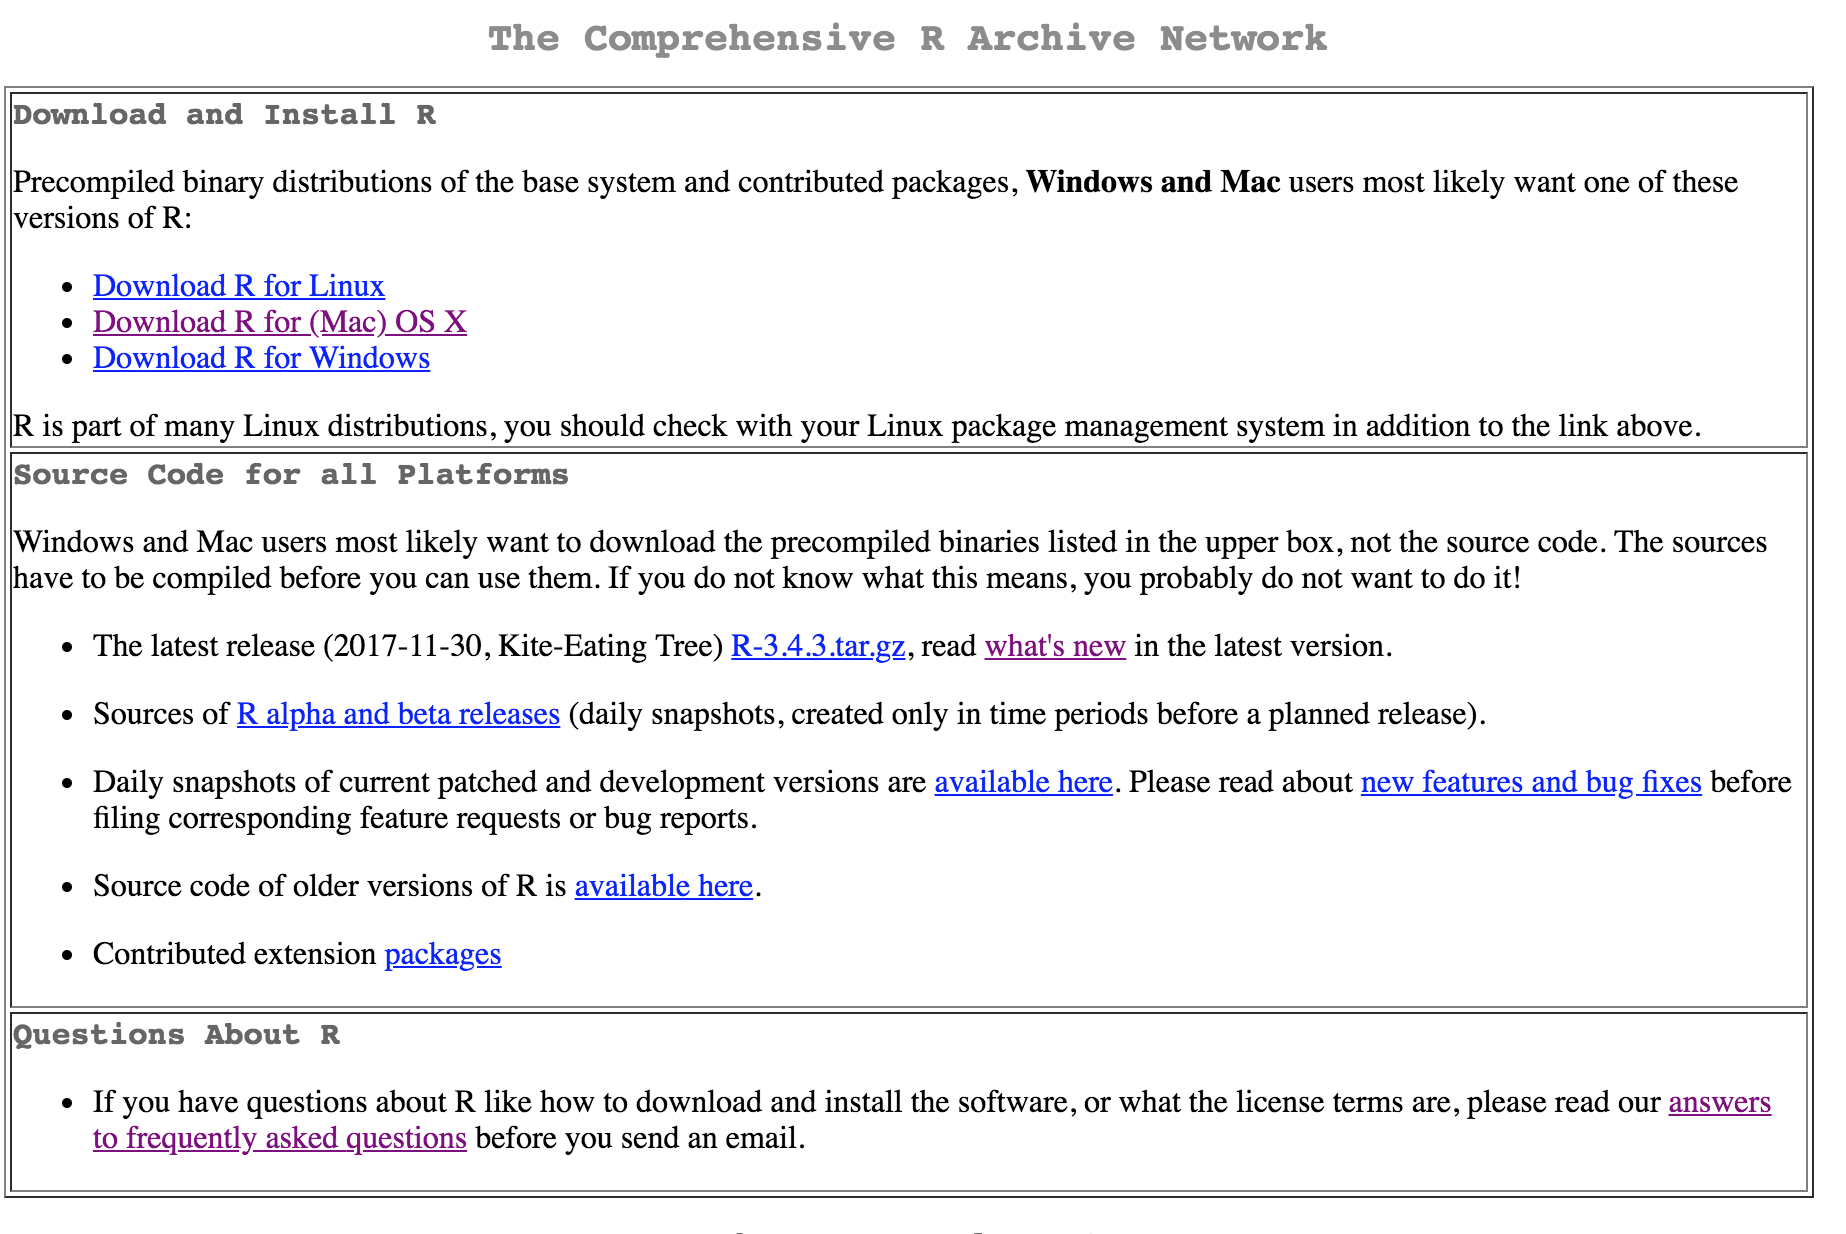 The Comprehensive R Archive Network
Download and Install R
Precompiled binary distributions of the base system and contributed packages, Windows and Mac users most likely want one of these
versions of R:
• Download R for Linux
• Download R for (Mac) OS X
• Download R for Windows
R is part of many Linux distributions, you should check with your Linux package management system in addition to the link above.
Source Code for all Platforms
Windows and Mac users most likely want to download the precompiled binaries listed in the upper box, not the source code. The sources
have to be compiled before you can use them. If you do not know what this means, you probably do not want to do it!
• The latest release (2017-11-30, Kite-Eating Tree) R-3.4.3.tar.gz, read what's new in the latest version.
• Sources of R alpha and beta releases (daily snapshots, created only in time periods before a planned release).
• Daily snapshots of current patched and development versions are available here. Please read about new features and bug fixes before
filing corresponding feature requests or bug reports.
• Source code of older versions of R is available here.
• Contributed extension packages
Questions About R
• If you have questions about R like how to download and install the software, or what the license terms are, please read our answers
to frequently asked questions before you send an email.